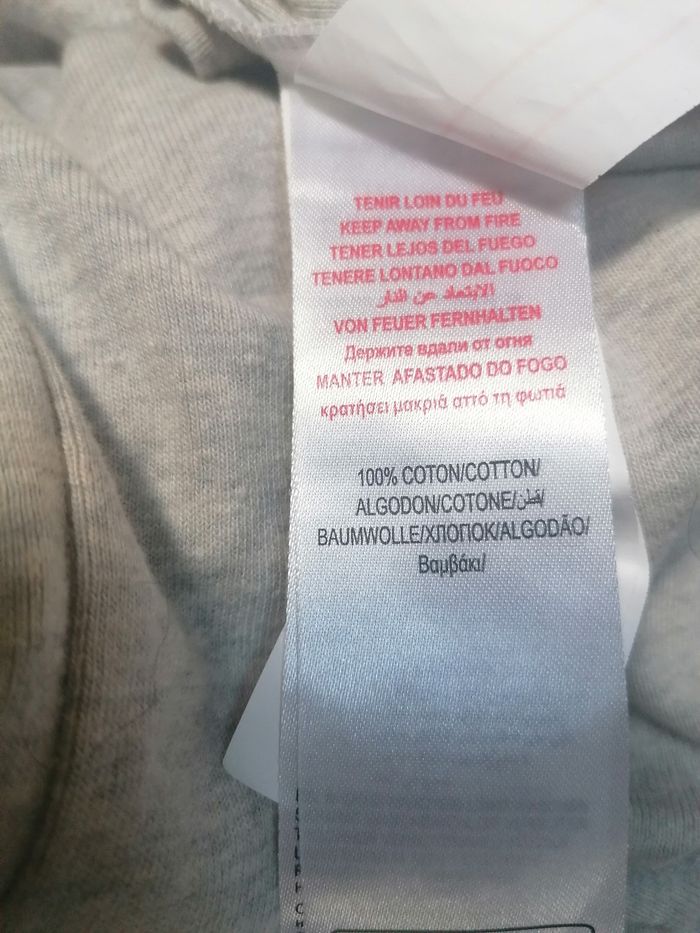 TENIR LOIN DU FEU
KEEP AWAY FROM FIRE
TENER LEJOS DEL FUEGO
TENERE LONTANO DAL FUOCO
الابتعاد عن النار
VON FEUER FERNHALTEN
Держите вдали от огня
MANTER AFASTADO DO FOGO
κρατήσει μακριά αττό τη φωτιά
100% COTON/COTTON/
ALGODON/COTONE/قطن/
BAUMWOLLE/ХЛОПОК/ALGODÃO/
Βαμβάκι/